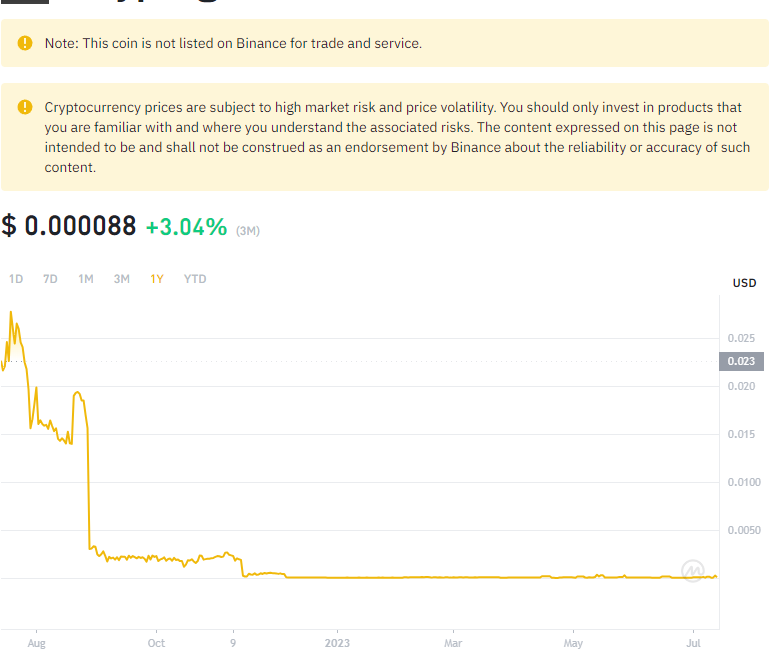 Note: This coin is not listed on Binance for trade and service.
Cryptocurrency prices are subject to high market risk and price volatility. You should only invest in products that
you are familiar with and where you understand the associated risks. The content expressed on this page is not
intended to be and shall not be construed as an endorsement by Binance about the reliability or accuracy of such
content.
$ 0.000088 +3.04% (3M)
1D 7D 1M 3M 1Y YTD
USD
0.025
0.023
0.020
0.015
0.0100
0.0050
Aug Oct 9 2023 Mar May Jul